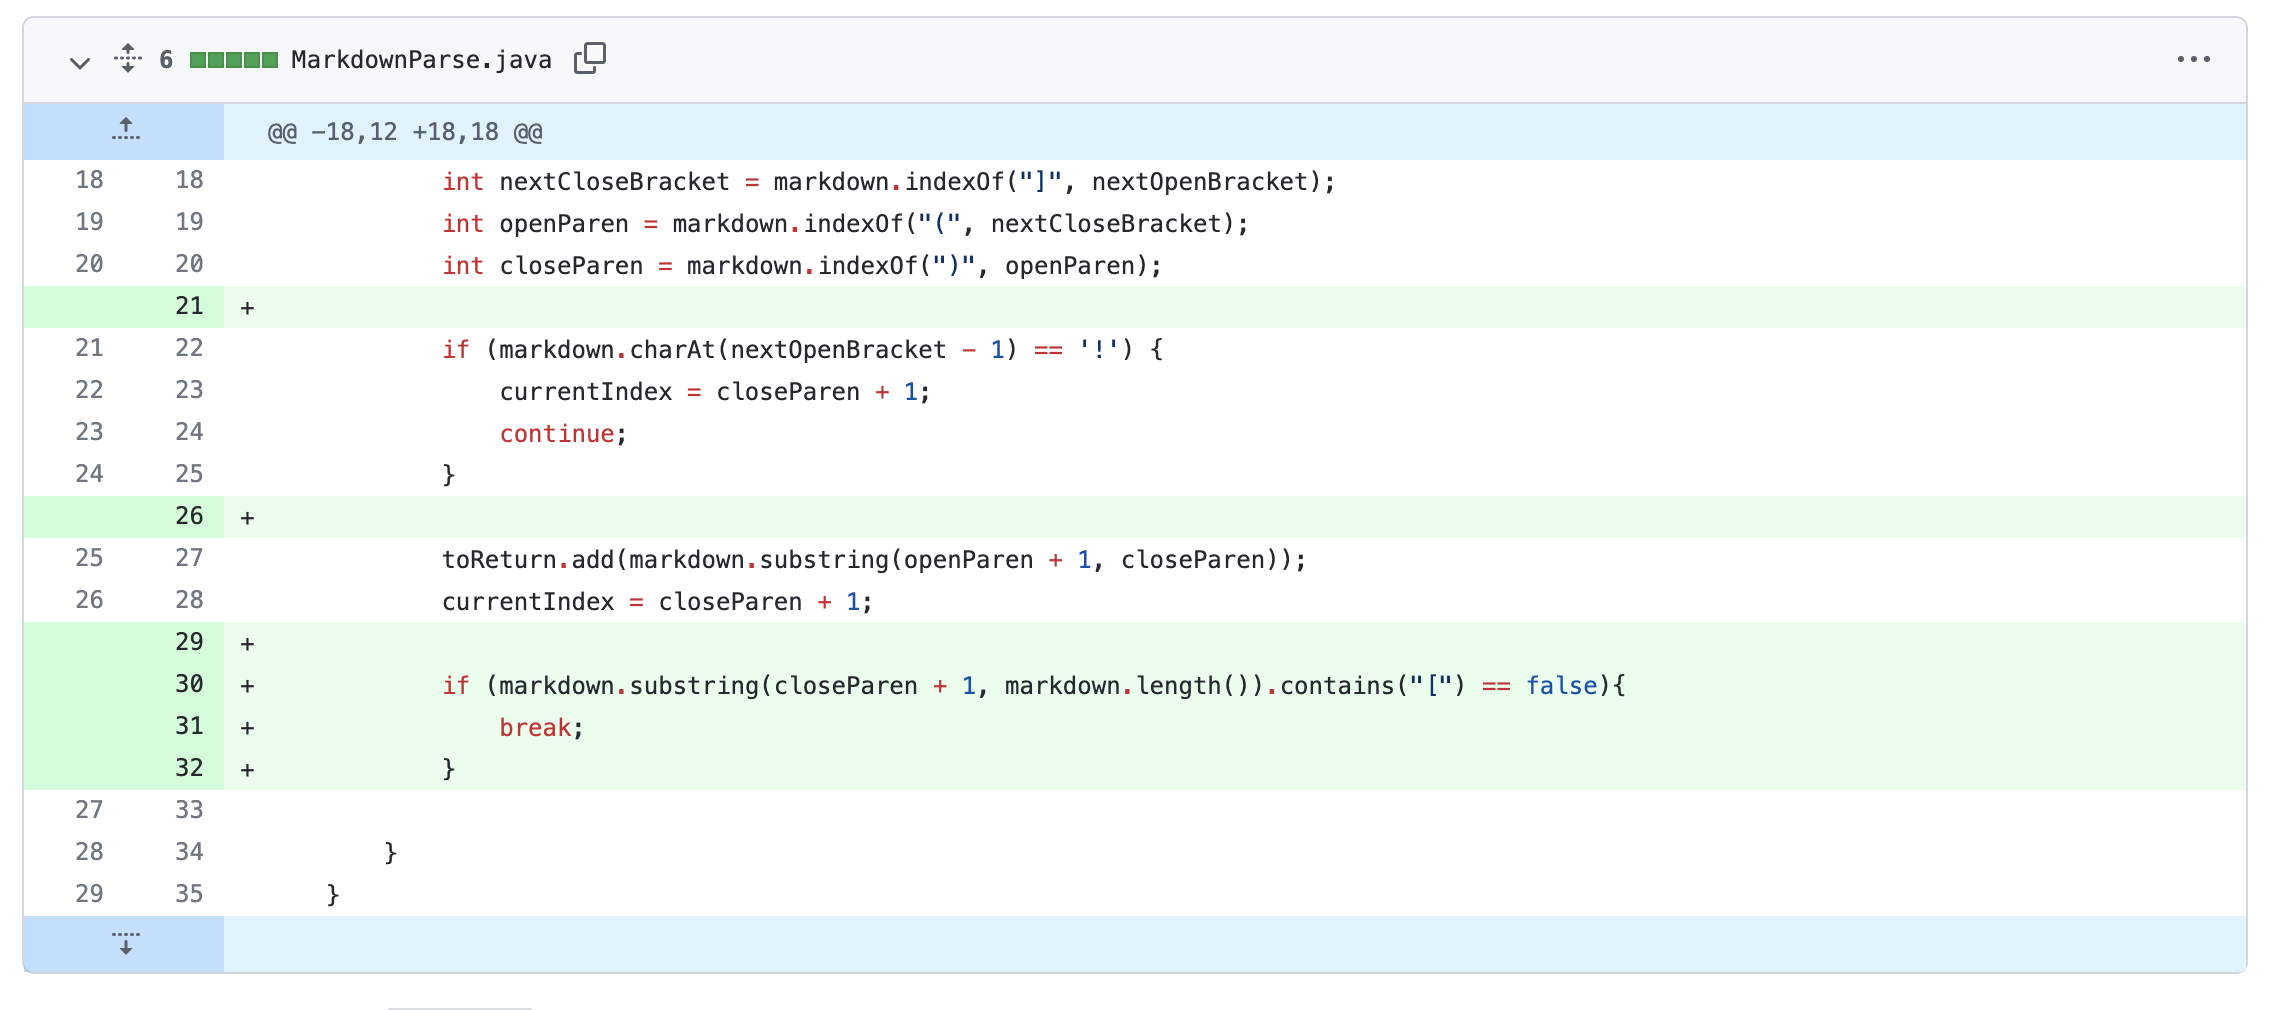 6 MarkdownParse.java
@@ -18,12 +18,18 @@
18 18 int nextCloseBracket = markdown.indexOf("]", nextOpenBracket);
19 19 int openParen = markdown.indexOf("(", nextCloseBracket);
20 20 int closeParen = markdown.indexOf(")", openParen);
21 +
21 22 if (markdown.charAt(nextOpenBracket - 1) == '!') {
22 23 currentIndex = closeParen + 1;
23 24 continue;
24 25 }
26 +
25 27 toReturn.add(markdown.substring(openParen + 1, closeParen));
26 28 currentIndex = closeParen + 1;
29 +
30 + if (markdown.substring(closeParen + 1, markdown.length()).contains("[") == false){
31 + break;
32 + }
27 33
28 34 }
29 35 }